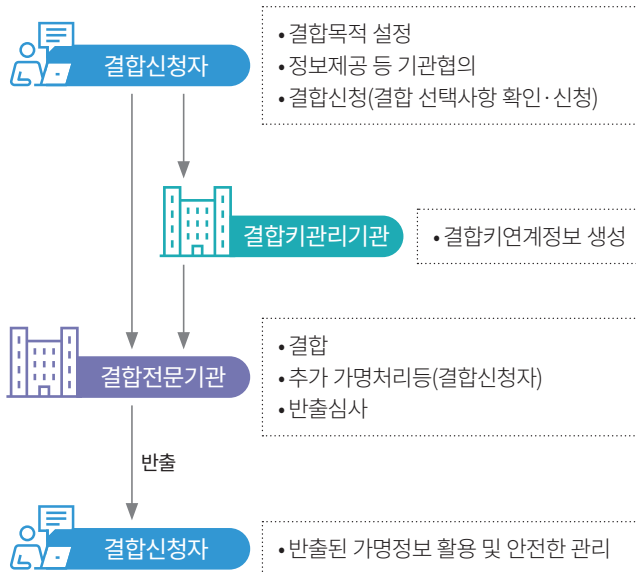 결합신청자
• 결합목적 설정
• 정보제공 등 기관협의
• 결합신청(결합 선택사항 확인·신청)
결합키관리기관
• 결합키연계정보 생성
결합전문기관
• 결합
• 추가 가명처리등(결합신청자)
• 반출심사
반출
결합신청자
• 반출된 가명정보 활용 및 안전한 관리